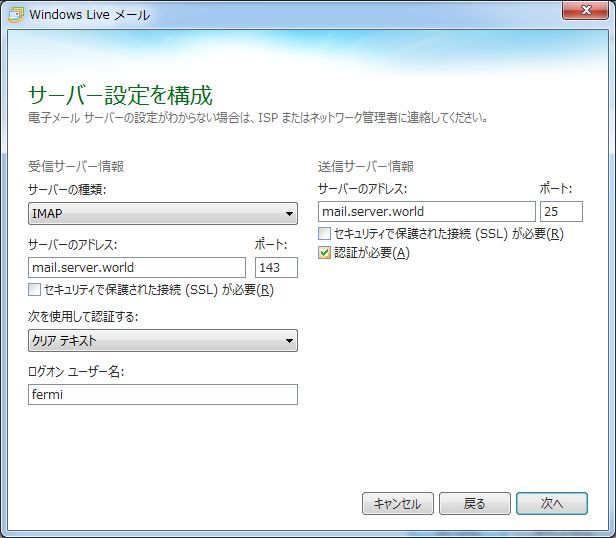 Windows Live メール
サーバー設定を構成
電子メール サーバーの設定がわからない場合は、ISP またはネットワーク管理者に連絡してください。
受信サーバー情報
サーバーの種類:
IMAP
サーバーのアドレス:
ポート:
mail.server.world
143
セキュリティで保護された接続 (SSL) が必要(R)
次を使用して認証する:
クリア テキスト
ログオン ユーザー名:
fermi
送信サーバー情報
サーバーのアドレス:
ポート:
mail.server.world
25
セキュリティで保護された接続 (SSL) が必要(R)
認証が必要(A)
キャンセル
戻る
次へ